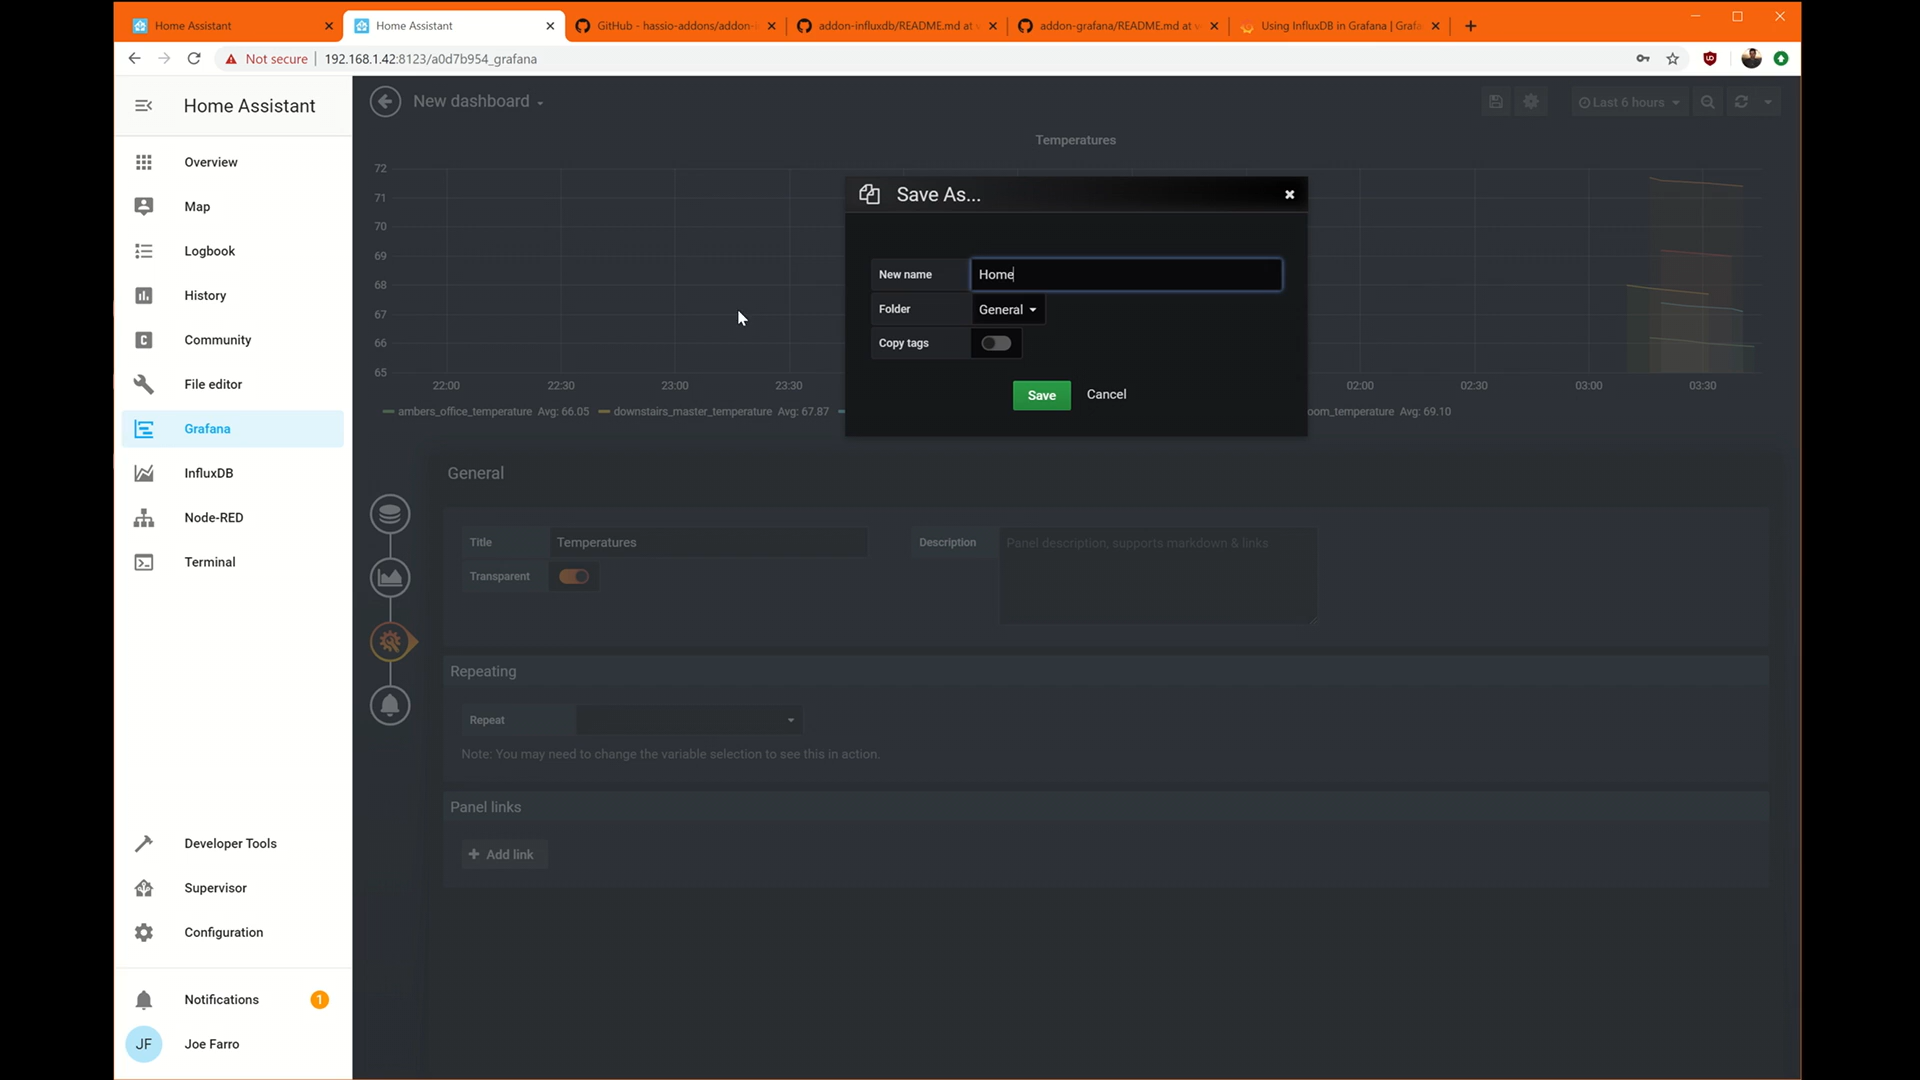 Home Assistant
Home Assistant
GitHub - hassio-addons/addon-
addon-influxdb/README.md at
addon-grafana/README.md at
Using InfluxDB in Grafana | Grafa
Not secure
192.168.1.42:8123/a0d7b954_grafana
Home Assistant
Overview
Map
Logbook
History
Community
File editor
Grafana
InfluxDB
Node-RED
Terminal
Developer Tools
Supervisor
Configuration
Notifications
1
JF
Joe Farro
New dashboard
Last 6 hours
Temperatures
72
71
70
69
68
67
66
65
22:00
22:30
23:00
23:30
02:00
02:30
03:00
03:30
ambers_office_temperature Avg: 66.05
downstairs_master_temperature Avg: 67.87
oom_temperature Avg: 69.10
Save As...
New name
Home
Folder
General
Copy tags
Save
Cancel
General
Title
Temperatures
Description
Panel description, supports markdown & links
Transparent
Repeating
Repeat
Note: You may need to change the variable selection to see this in action.
Panel links
+ Add link